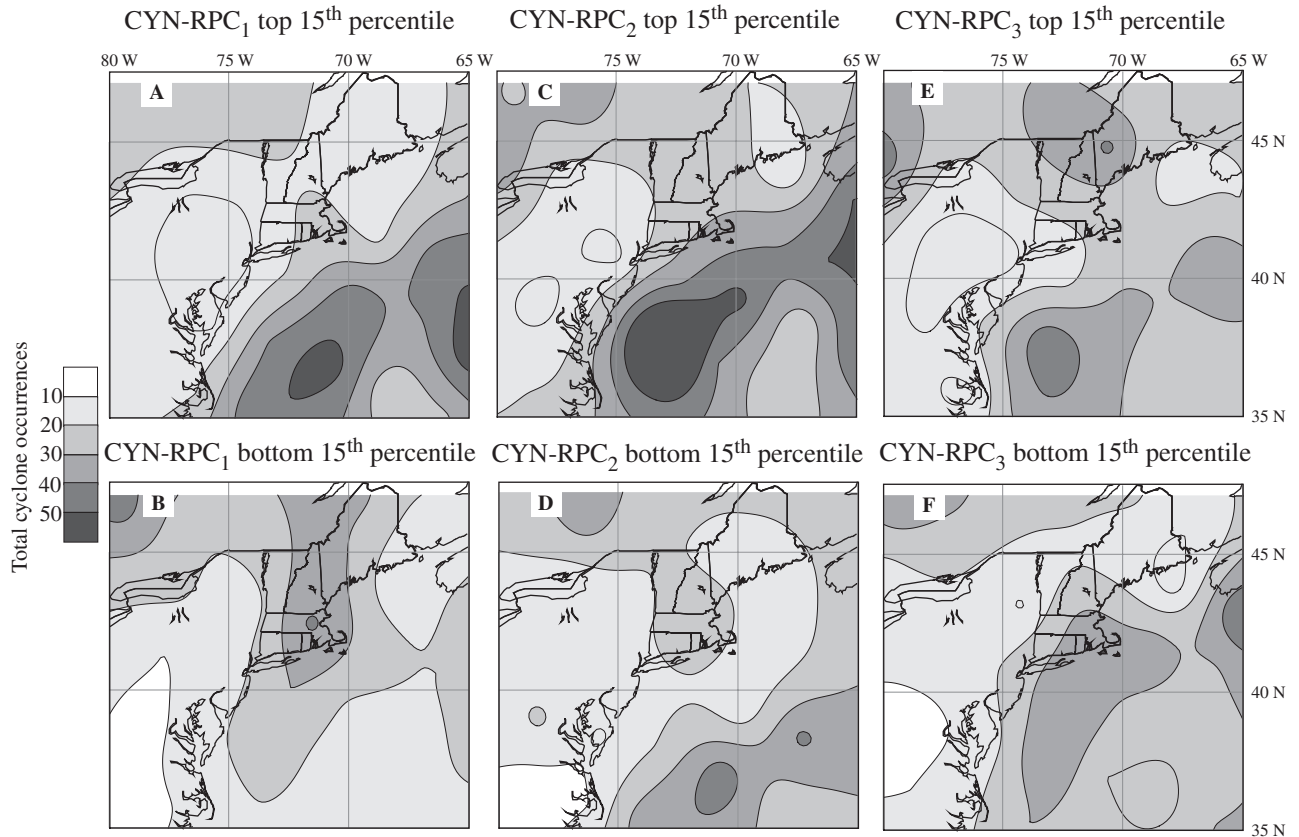 CYN-RPC1 top 15th percentile
CYN-RPC2 top 15th percentile
CYN-RPC3 top 15th percentile
80 W 75 W 70 W 65 W
75 W 70 W 65 W
75 W 70 W 65 W
A
C
E
45 N
40 N
35 N
Total cyclone occurrences
10
20
30
40
50
CYN-RPC1 bottom 15th percentile
CYN-RPC2 bottom 15th percentile
CYN-RPC3 bottom 15th percentile
B
D
F
45 N
40 N
35 N